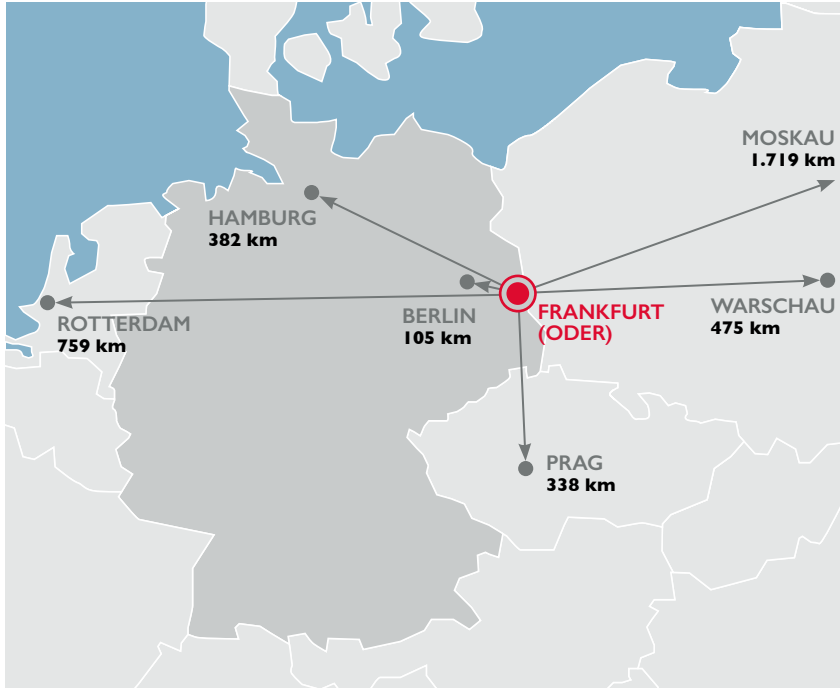 MOSKAU
1.719 km
HAMBURG
382 km
BERLIN
105 km
FRANKFURT
(ODER)
WARSCHAU
475 km
ROTTERDAM
759 km
PRAG
338 km